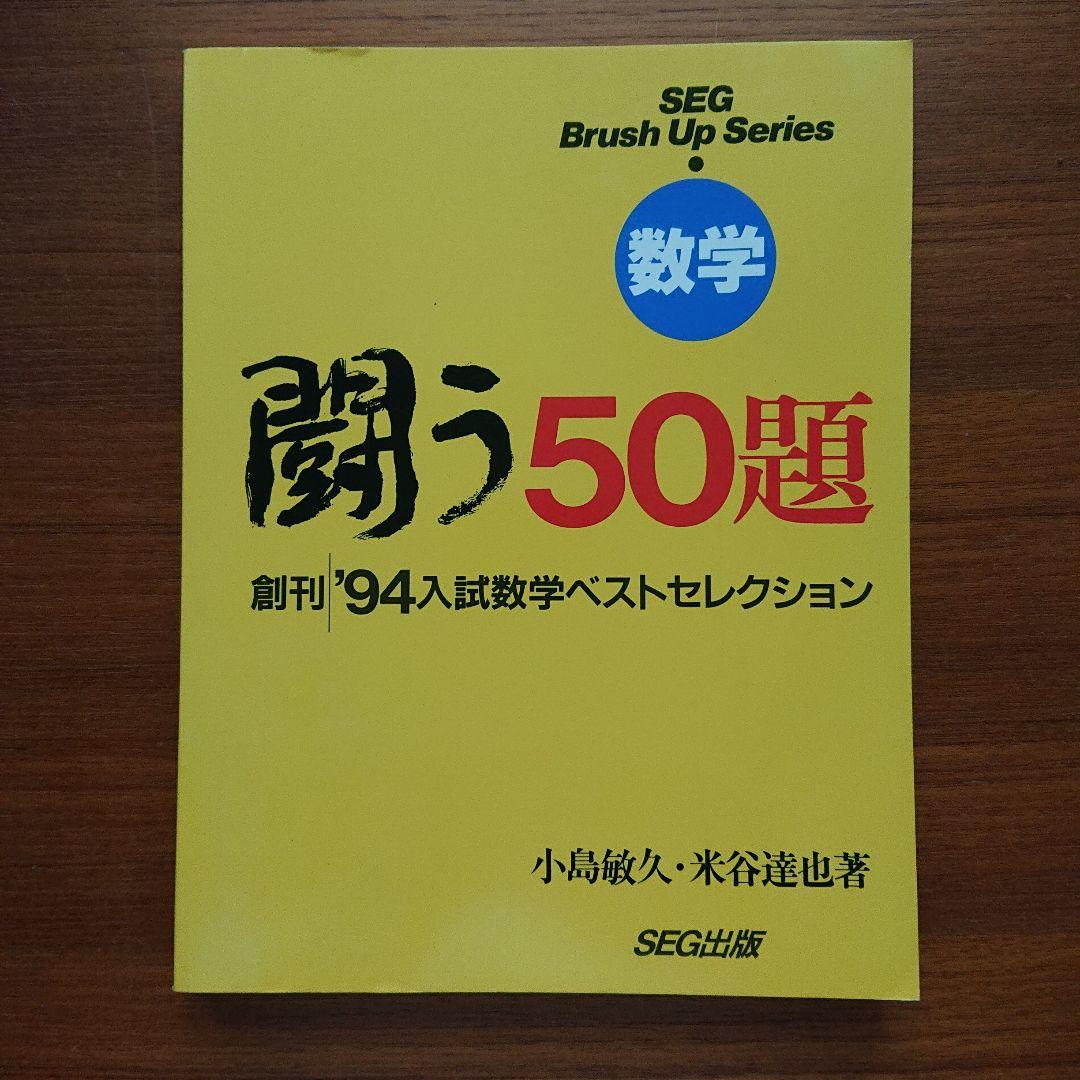 SEG
Brush Up Series
数学
闘う50題
創刊 '94入試数学ベストセレクション
小島敏久・米谷達也著
SEG出版